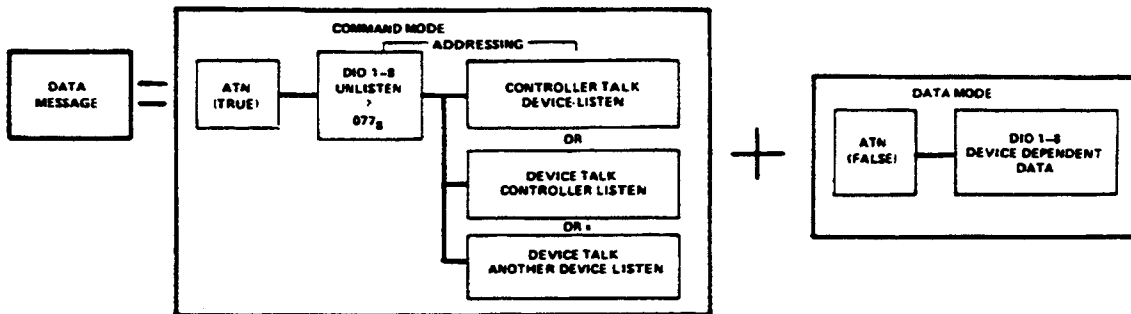 DATA
MESSAGE
COMMAND MODE
ADDRESSING
ATN
(TRUE)
DIO 1-8
UNLISTEN
>
077₈
CONTROLLER TALK
DEVICE-LISTEN
OR
DEVICE TALK
CONTROLLER LISTEN
OR
DEVICE TALK
ANOTHER DEVICE LISTEN
DATA MODE
ATN
(FALSE)
DIO 1-8
DEVICE DEPENDENT
DATA